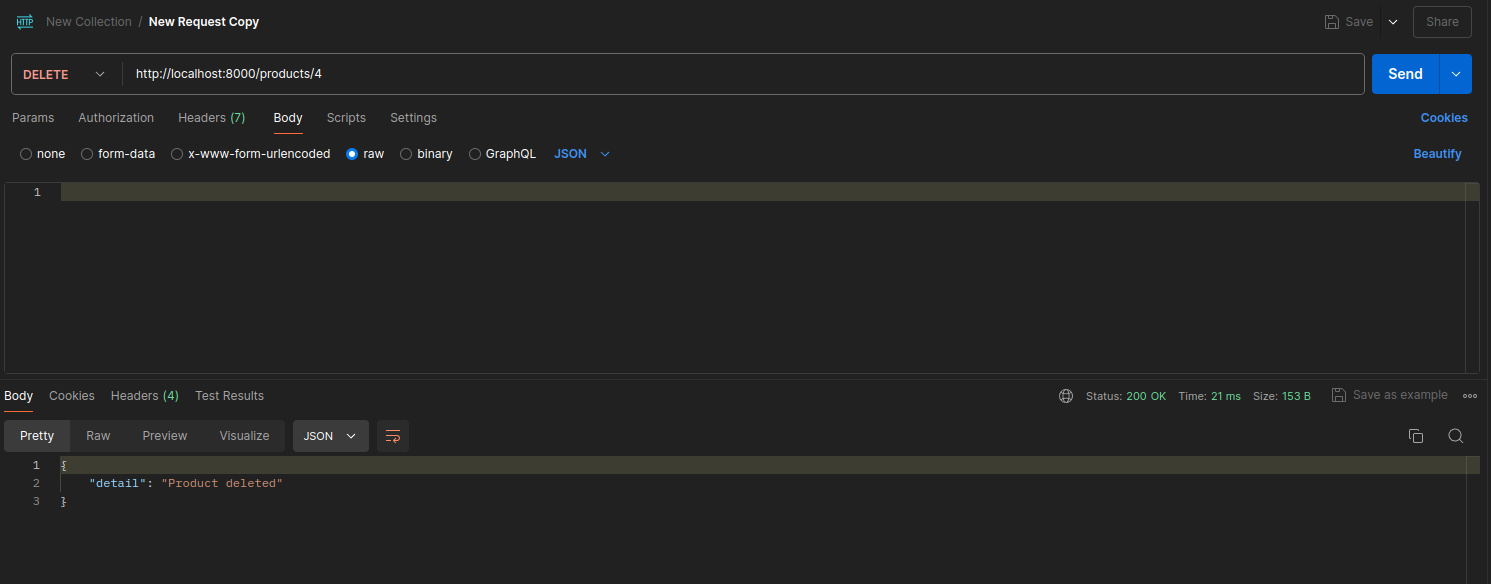 HTTP New Collection / New Request Copy Save Share
DELETE http://localhost:8000/products/4 Send
Params Authorization Headers (7) Body Scripts Settings Cookies
none form-data x-www-form-urlencoded raw binary GraphQL JSON Beautify
1
Body Cookies Headers (4) Test Results Status: 200 OK Time: 21 ms Size: 153 B Save as example
Pretty Raw Preview Visualize JSON
1 {
2 "detail": "Product deleted"
3 }